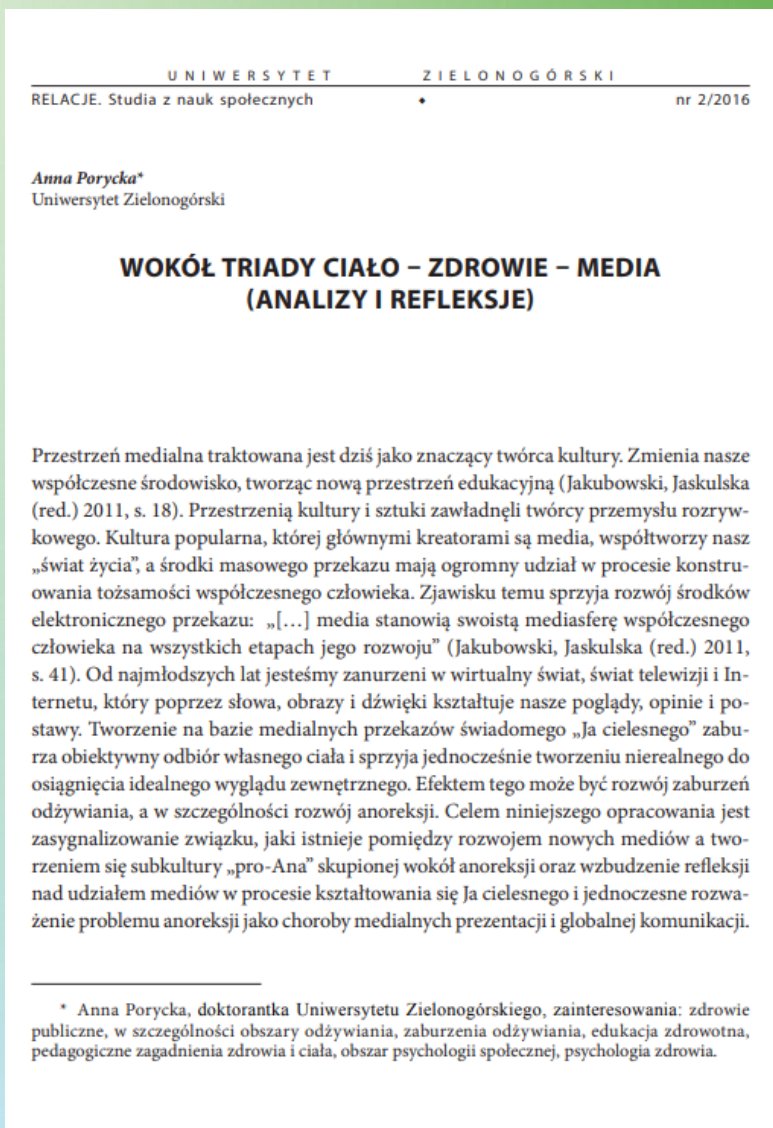 UNIWERSYTET ZIELONOGÓRSKI
RELACJE. Studia z nauk społecznych ◆ nr 2/2016
Anna Porycka*
Uniwersytet Zielonogórski
WOKÓŁ TRIADY CIAŁO – ZDROWIE – MEDIA
(ANALIZY I REFLEKSJE)
Przestrzeń medialna traktowana jest dziś jako znaczący twórca kultury. Zmienia nasze
współczesne środowisko, tworząc nową przestrzeń edukacyjną (Jakubowski, Jaskulska
(red.) 2011, s. 18). Przestrzenią kultury i sztuki zawładnęli twórcy przemysłu rozryw-
kowego. Kultura popularna, której głównymi kreatorami są media, współtworzy nasz
„świat życia”, a środki masowego przekazu mają ogromny udział w procesie konstru-
owania tożsamości współczesnego człowieka. Zjawisku temu sprzyja rozwój środków
elektronicznego przekazu: „[…] media stanowią swoistą mediasferę współczesnego
człowieka na wszystkich etapach jego rozwoju” (Jakubowski, Jaskulska (red.) 2011,
s. 41). Od najmłodszych lat jesteśmy zanurzeni w wirtualny świat, świat telewizji i In-
ternetu, który poprzez słowa, obrazy i dźwięki kształtuje nasze poglądy, opinie i po-
stawy. Tworzenie na bazie medialnych przekazów świadomego „Ja cielesnego” zabu-
rza obiektywny odbiór własnego ciała i sprzyja jednocześnie tworzeniu nierealnego do
osiągnięcia idealnego wyglądu zewnętrznego. Efektem tego może być rozwój zaburzeń
odżywiania, a w szczególności rozwój anoreksji. Celem niniejszego opracowania jest
zasygnalizowanie związku, jaki istnieje pomiędzy rozwojem nowych mediów a two-
rzeniem się subkultury „pro-Ana” skupionej wokół anoreksji oraz wzbudzenie refleksji
nad udziałem mediów w procesie kształtowania się Ja cielesnego i jednoczesne rozwa-
żenie problemu anoreksji jako choroby medialnych prezentacji i globalnej komunikacji.
* Anna Porycka, doktorantka Uniwersytetu Zielonogórskiego, zainteresowania: zdrowie
publiczne, w szczególności obszary odżywiania, zaburzenia odżywiania, edukacja zdrowotna,
pedagogiczne zagadnienia zdrowia i ciała, obszar psychologii społecznej, psychologia zdrowia.